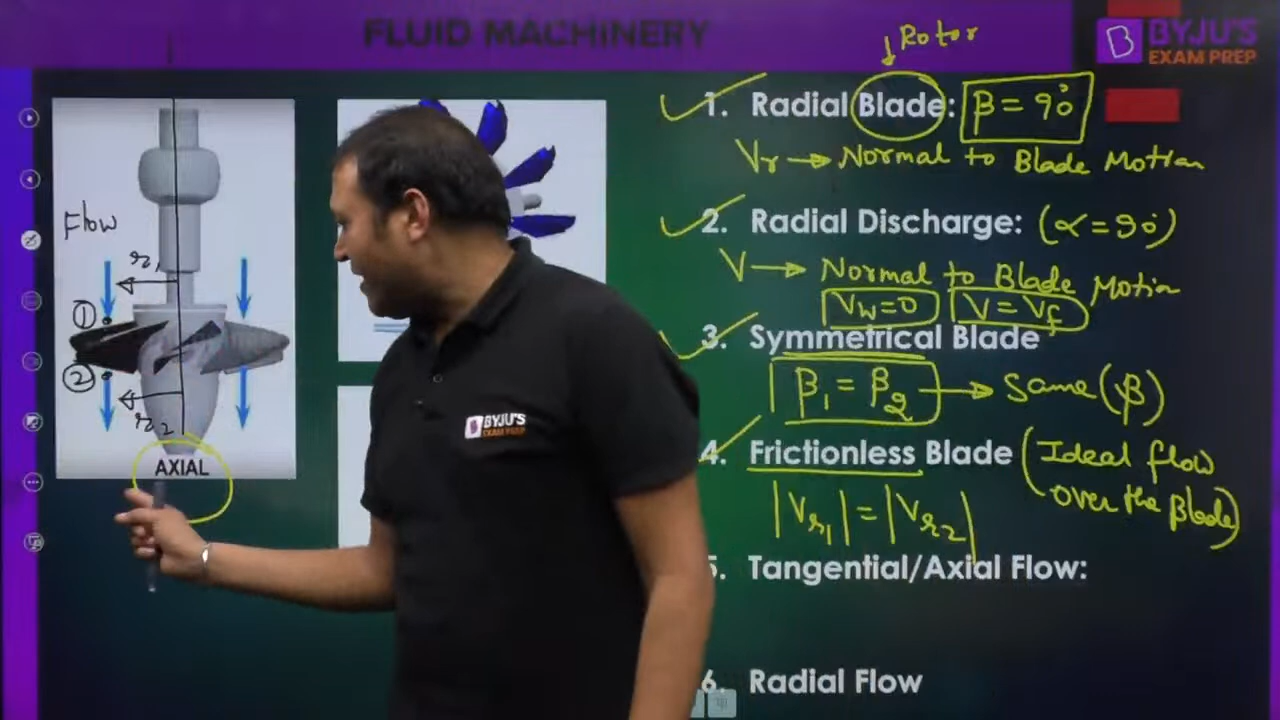 FLUID MACHINERY
BYJU'S
EXAM PREP
Rotor
1. Radial Blade: β = 90°
Vr → Normal to Blade Motion
2. Radial Discharge: (α = 90°)
V → Normal to Blade Motion
Vw=0 V = Vf
3. Symmetrical Blade
β1 = β2 → Same (β)
4. Frictionless Blade (Ideal flow
over the Blade)
|Vr1| = |Vr2|
5. Tangential/Axial Flow:
6. Radial Flow
Flow
r1
①
②
r2
AXIAL
BYJU'S
EXAM PREP